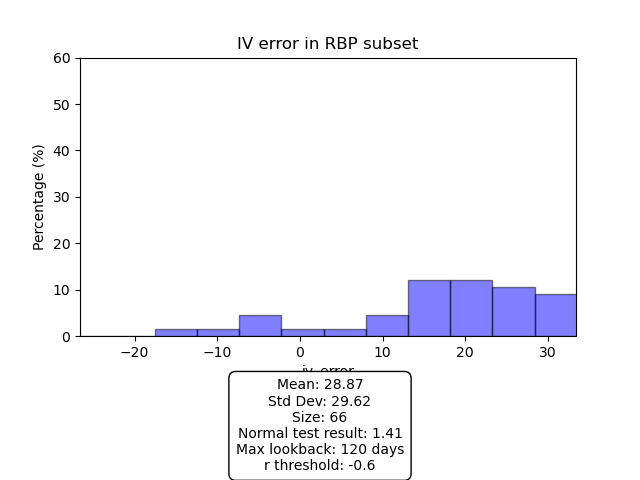 IV error in RBP subset
60
50
40
30
20
10
0
Percentage (%)
−20
−10
0
10
20
30
iv_error
Mean: 28.87
Std Dev: 29.62
Size: 66
Normal test result: 1.41
Max lookback: 120 days
r threshold: -0.6